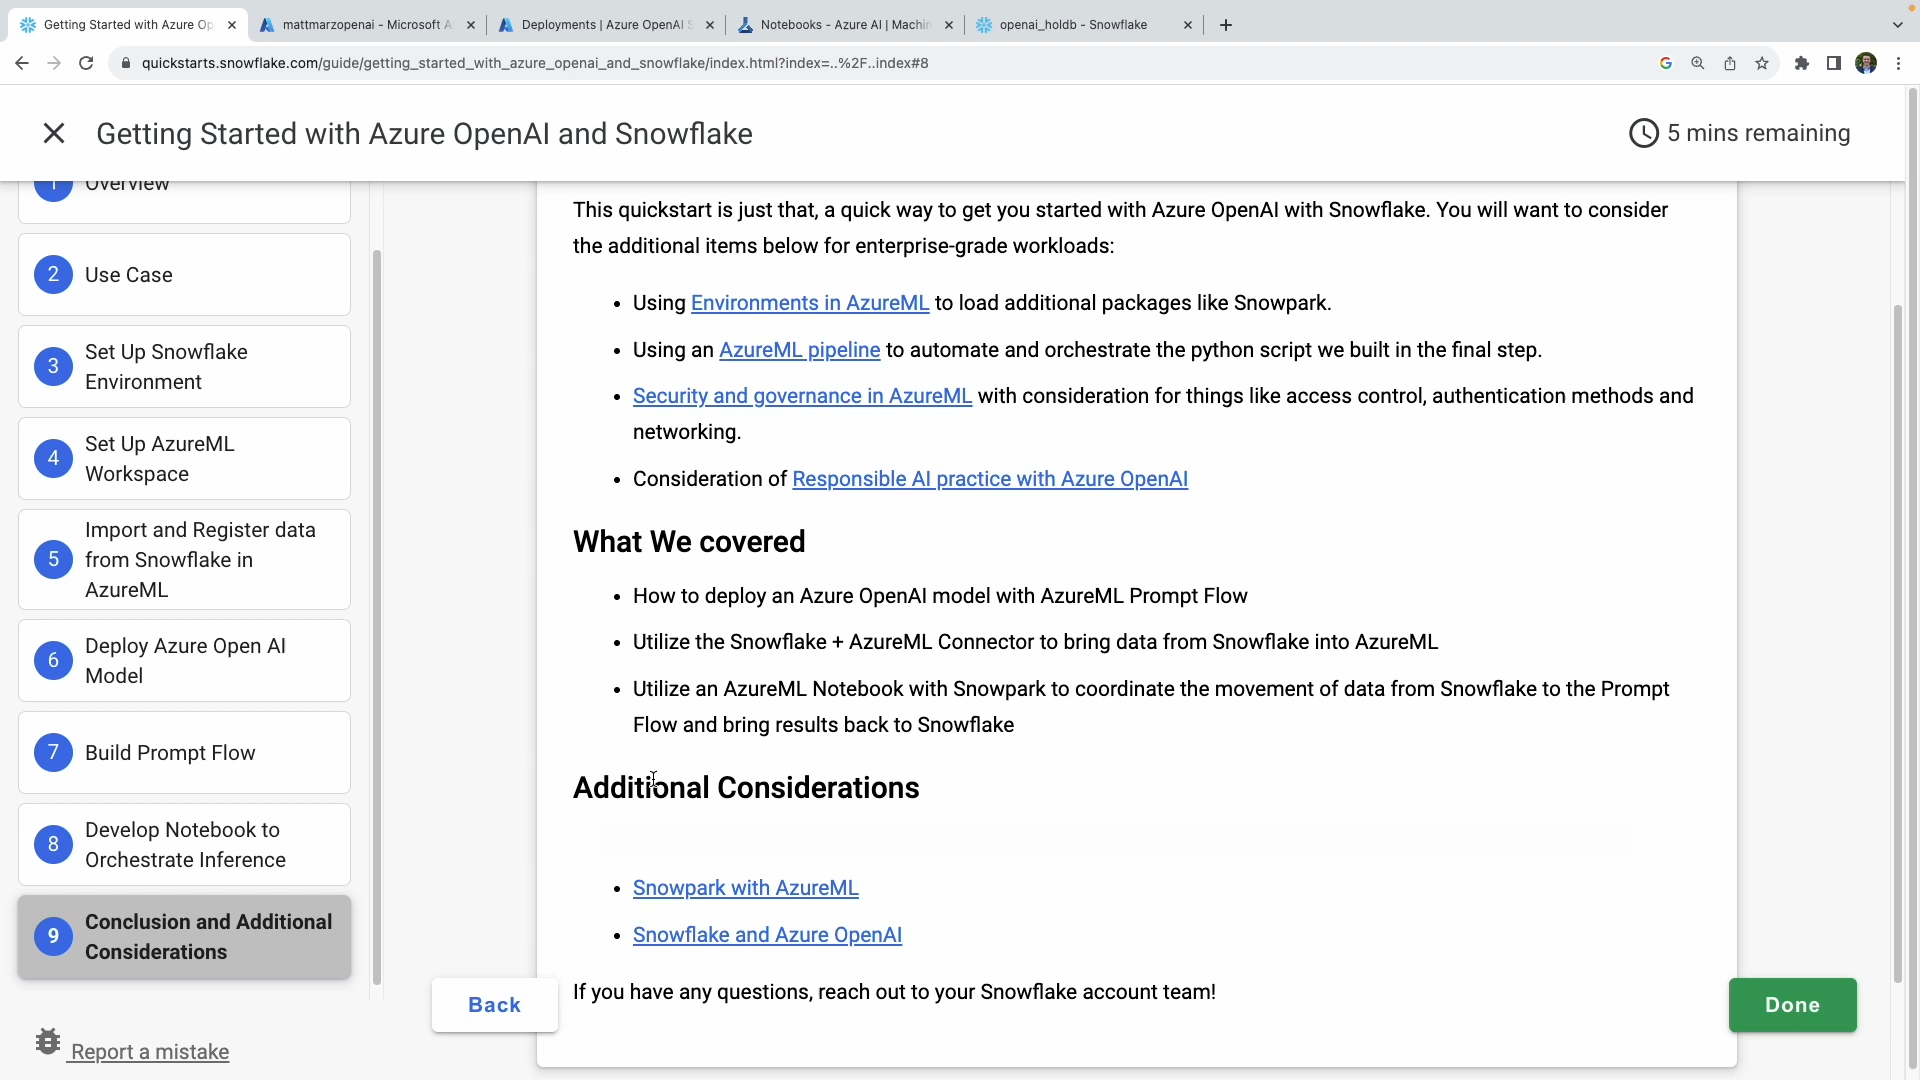 Getting Started with Azure Op
mattmarzopenai - Microsoft A
Deployments | Azure OpenAI S
Notebooks - Azure AI | Machin
openai_holdb - Snowflake
quickstarts.snowflake.com/guide/getting_started_with_azure_openai_and_snowflake/index.html?index=..%2F..index#8
Getting Started with Azure OpenAI and Snowflake
5 mins remaining
1 Overview
2 Use Case
3 Set Up Snowflake
Environment
4 Set Up AzureML
Workspace
5 Import and Register data
from Snowflake in
AzureML
6 Deploy Azure Open AI
Model
7 Build Prompt Flow
8 Develop Notebook to
Orchestrate Inference
9 Conclusion and Additional
Considerations
Report a mistake
This quickstart is just that, a quick way to get you started with Azure OpenAI with Snowflake. You will want to consider
the additional items below for enterprise-grade workloads:
• Using Environments in AzureML to load additional packages like Snowpark.
• Using an AzureML pipeline to automate and orchestrate the python script we built in the final step.
• Security and governance in AzureML with consideration for things like access control, authentication methods and
networking.
• Consideration of Responsible AI practice with Azure OpenAI
What We covered
• How to deploy an Azure OpenAI model with AzureML Prompt Flow
• Utilize the Snowflake + AzureML Connector to bring data from Snowflake into AzureML
• Utilize an AzureML Notebook with Snowpark to coordinate the movement of data from Snowflake to the Prompt
Flow and bring results back to Snowflake
Additional Considerations
• Snowpark with AzureML
• Snowflake and Azure OpenAI
If you have any questions, reach out to your Snowflake account team!
Back
Done